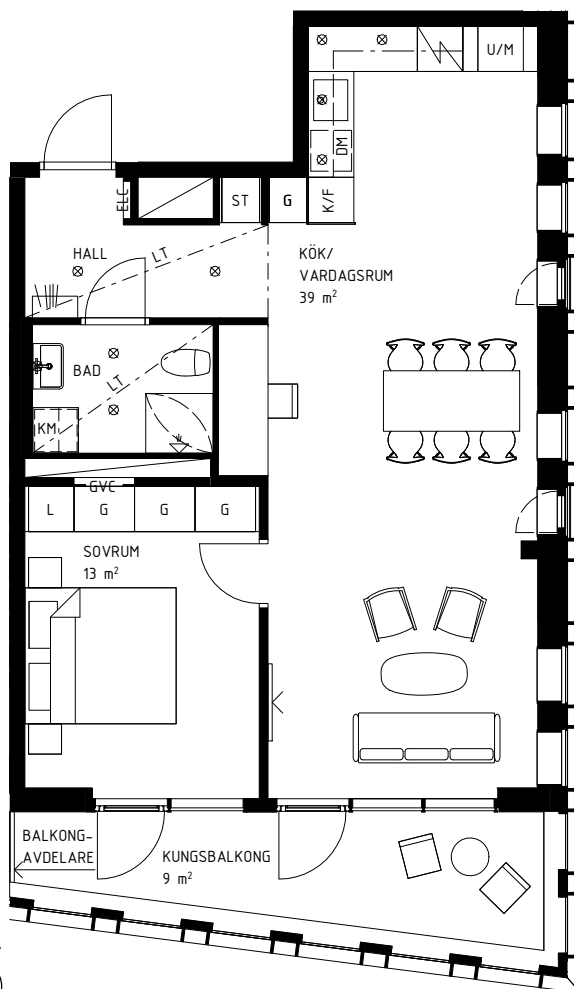 U/M
DM
K/F
ELC
ST
G
HALL
LT
KÖK/
VARDAGSRUM
39 m²
BAD
LT
KM
GVC
L
G
G
G
SOVRUM
13 m²
BALKONG-
AVDELARE
KUNGSBALKONG
9 m²